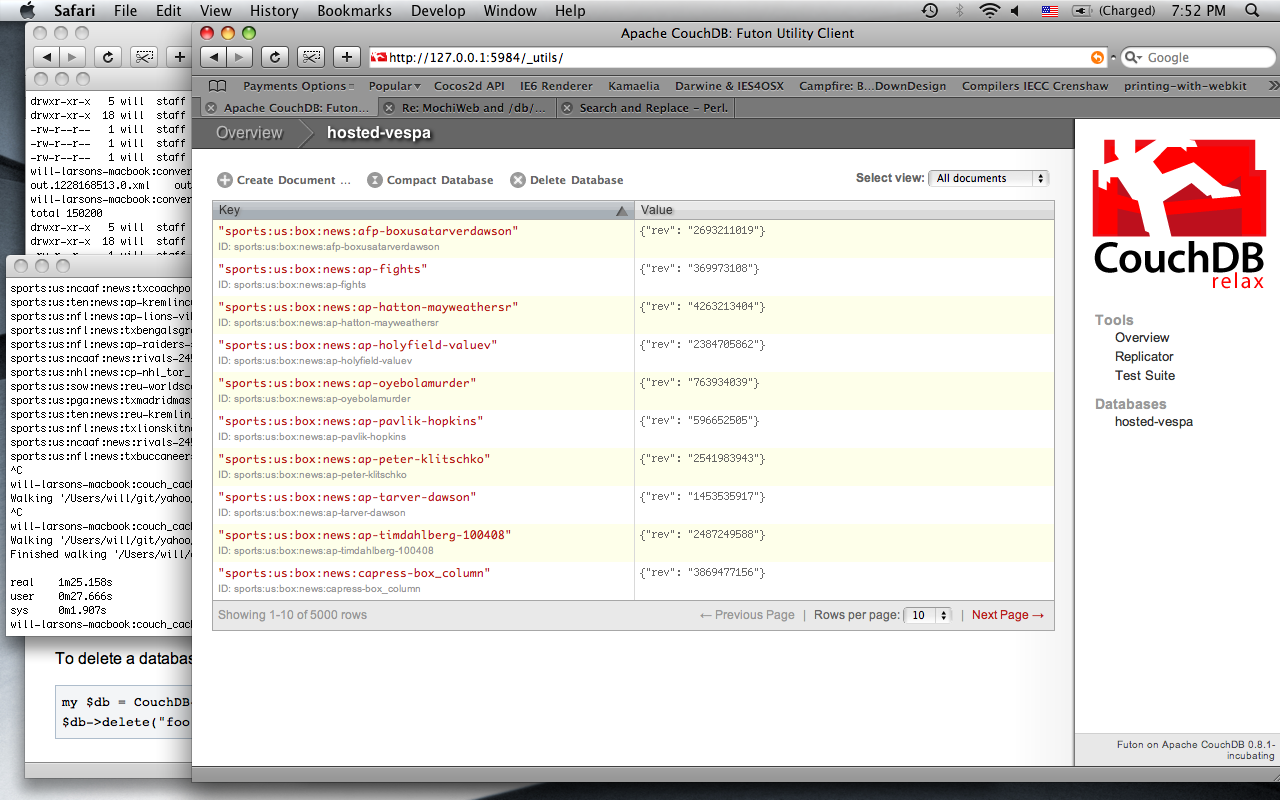 Safari File Edit View History Bookmarks Develop Window Help (Charged) 7:52 PM
Apache CouchDB: Futon Utility Client
http://127.0.0.1:5984/_utils/
Google
Payments Options Popular Cocos2d API IE6 Renderer Kamaelia Darwine & IES4OSX Campfire: B...DownDesign Compilers IECC Crenshaw printing-with-webkit
Apache CouchDB: Futon... Re: MochiWeb and /db/... Search and Replace - Perl.
Overview hosted-vespa
Create Document ... Compact Database Delete Database
Select view: All documents
Key Value
"sports:us:box:news:afp-boxusatarverdawson" {"rev": "2693211019"}
ID: sports:us:box:news:afp-boxusatarverdawson
"sports:us:box:news:ap-fights" {"rev": "369973108"}
ID: sports:us:box:news:ap-fights
"sports:us:box:news:ap-hatton-mayweathersr" {"rev": "4263213404"}
ID: sports:us:box:news:ap-hatton-mayweathersr
"sports:us:box:news:ap-holyfield-valuev" {"rev": "2384705862"}
ID: sports:us:box:news:ap-holyfield-valuev
"sports:us:box:news:ap-oyebolamurder" {"rev": "763934039"}
ID: sports:us:box:news:ap-oyebolamurder
"sports:us:box:news:ap-pavlik-hopkins" {"rev": "596652505"}
ID: sports:us:box:news:ap-pavlik-hopkins
"sports:us:box:news:ap-peter-klitschko" {"rev": "2541983943"}
ID: sports:us:box:news:ap-peter-klitschko
"sports:us:box:news:ap-tarver-dawson" {"rev": "1453535917"}
ID: sports:us:box:news:ap-tarver-dawson
"sports:us:box:news:ap-timdahlberg-100408" {"rev": "2487249588"}
ID: sports:us:box:news:ap-timdahlberg-100408
"sports:us:box:news:capress-box_column" {"rev": "3869477156"}
ID: sports:us:box:news:capress-box_column
Showing 1-10 of 5000 rows ← Previous Page | Rows per page: 10 | Next Page →
CouchDB
relax
Tools
Overview
Replicator
Test Suite
Databases
hosted-vespa
Futon on Apache CouchDB 0.8.1-
incubating
drwxr-xr-x 5 will staff
drwxr-xr-x 18 will staff
-rw-r--r-- 1 will staff
-rw-r--r-- 1 will staff
-rw-r--r-- 1 will staff
will-larsons-macbook:conver
out.1228168513.0.xml out
will-larsons-macbook:conver
total 150200
drwxr-xr-x 5 will staff
drwxr-xr-x 18 will staff
sports:us:ncaaf:news:txcoachpo
sports:us:ten:news:ap-kremlinc
sports:us:nfl:news:ap-lions-vi
sports:us:nfl:news:txbengalsgr
sports:us:nfl:news:ap-raiders-
sports:us:ncaaf:news:rivals-245
sports:us:nhl:news:cp-nhl_tor_
sports:us:sow:news:reu-worldsc
sports:us:pga:news:txmadridmas
sports:us:ten:news:reu-kremlin
sports:us:nfl:news:txlionskitn
sports:us:ncaaf:news:rivals-245
sports:us:nfl:news:txbuccaneer
^C
will-larsons-macbook:couch_cac
Walking '/Users/will/git/yahoo
^C
will-larsons-macbook:couch_cac
Walking '/Users/will/git/yahoo
Finished walking '/Users/will/
real 1m25.158s
user 0m27.666s
sys 0m1.907s
will-larsons-macbook:couch_cac
To delete a databas
my $db = CouchDB
$db->delete("foo